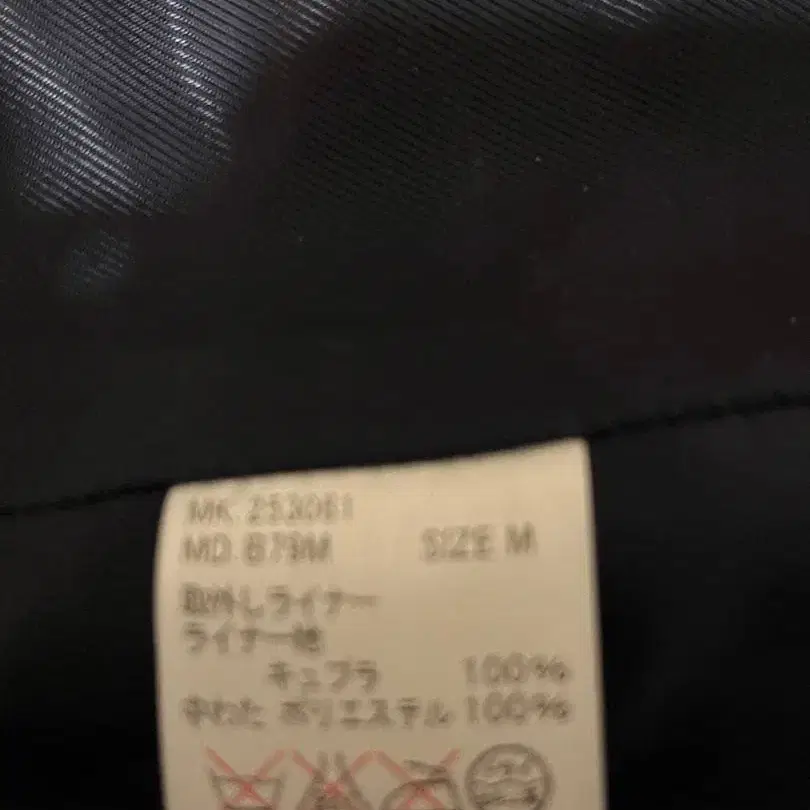 MK.253061
MD.679M SIZE M
取外しライナー
ライナー地
キュプラ 100%
中わた ポリエステル 100%